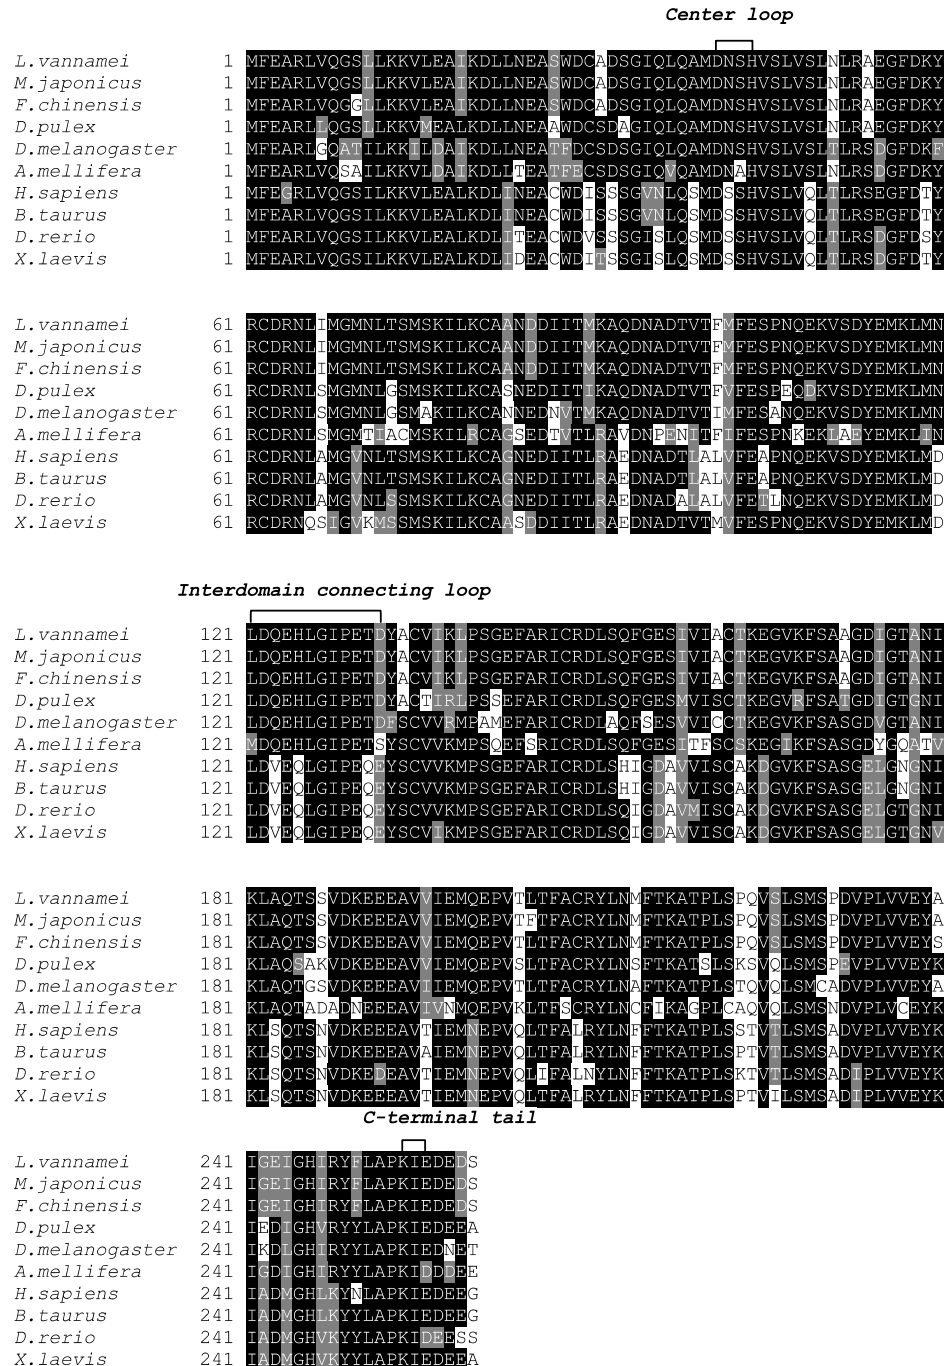 Center loop
L.vannamei 1 MFEARLVQGSLLKKVLEAIKDLLNEASWDCADSGIQLQAMDNSHVSLVSLNLRAEGFDKY
M.japonicus 1 MFEARLVQGSLLKKVLEAIKDLLNEASWDCADSGIQLQAMDNSHVSLVSLNLRAEGFDKY
F.chinensis 1 MFEARLVQGGLLKKVLEAIKDLLNEASWDCADSGIQLQAMDNSHVSLVSLNLRAEGFDKY
D.pulex 1 MFEARLLQGSLLKKVMEALKDLLNEAAWDCSDAGIQLQAMDNSHVSLVSLNLRAEGFDKY
D.melanogaster 1 MFEARLGQATILKKILDAIKDLLNEATFDCSDSGIQLQAMDNSHVSLVSLTLRSDGFDKF
A.mellifera 1 MFEARLVQSAILKKVLDAIKDLLTEATFECSDSGIQVQAMDNAHVSLVSLNLRSDGFDKY
H.sapiens 1 MFEGRLVQGSILKKVLEALKDLINEACWDISSSGVNLQSMDSSHVSLVQLTLRSEGFDTY
B.taurus 1 MFEARLVQGSILKKVLEALKDLINEACWDISSSGVNLQSMDSSHVSLVQLTLRSEGFDTY
D.rerio 1 MFEARLVQGSILKKVLEALKDLITEACWDVSSSGISLQSMDSSHVSLVQLTLRSDGFDSY
X.laevis 1 MFEARLVQGSILKKVLEALKDLIDEACWDITSSGISLQSMDSSHVSLVQLTLRSDGFDTY
L.vannamei 61 RCDRNLIMGMNLTSMSKILKCAANDDIITMKAQDNADTVTFMFESPNQEKVSDYEMKLMN
M.japonicus 61 RCDRNLIMGMNLTSMSKILKCAANDDIITMKAQDNADTVTFMFESPNQEKVSDYEMKLMN
F.chinensis 61 RCDRNLIMGMNLTSMSKILKCAANDDIITMKAQDNADTVTFMFESPNQEKVSDYEMKLMN
D.pulex 61 RCDRNLSMGMNLGSMSKILKCASNEDIITIKAQDNADTVTFVFESPEQDKVSDYEMKLMN
D.melanogaster 61 RCDRNLSMGMNLGSMAKILKCANNEDNVTMKAQDNADTVTIMFESANQEKVSDYEMKLMN
A.mellifera 61 RCDRNLSMGMTIACMSKILRCAGSEDTVTLRAVDNPENITFIFESPNKEKLAEYEMKLIN
H.sapiens 61 RCDRNLAMGVNLTSMSKILKCAGNEDIITLRAEDNADTLALVFEAPNQEKVSDYEMKLMD
B.taurus 61 RCDRNLAMGVNLTSMSKILKCAGNEDIITLRAEDNADTLALVFEAPNQEKVSDYEMKLMD
D.rerio 61 RCDRNLAMGVNLSSMSKILKCAGNEDIITLRAEDNADALALVFETLNQEKVSDYEMKLMD
X.laevis 61 RCDRNQSIGVKMSSMSKILKCAASDDIITLRAEDNADTVTMVFESPNQEKVSDYEMKLMD
Interdomain connecting loop
L.vannamei 121 LDQEHLGIPETDYACVIKLPSGEFARICRDLSQFGESIVIACTKEGVKFSAAGDIGTANI
M.japonicus 121 LDQEHLGIPETDYACVIKLPSGEFARICRDLSQFGESIVIACTKEGVKFSAAGDIGTANI
F.chinensis 121 LDQEHLGIPETDYACVIKLPSGEFARICRDLSQFGESIVIACTKEGVKFSAAGDIGTANI
D.pulex 121 LDQEHLGIPETDYACTIRLPSSEFARICRDLSQFGESMVISCTKEGVRFSATGDIGTGNI
D.melanogaster 121 LDQEHLGIPETDFSCVVRMPAMEFARICRDLAQFSESVVICCTKEGVKFSASGDVGTANI
A.mellifera 121 MDQEHLGIPETSYSCVVKMPSQEFSRICRDLSQFGESITFSCSKEGIKFSASGDYGQATV
H.sapiens 121 LDVEQLGIPEQEYSCVVKMPSGEFARICRDLSHIGDAVVISCAKDGVKFSASGELGNGNI
B.taurus 121 LDVEQLGIPEQEYSCVVKMPSGEFARICRDLSHIGDAVVISCAKDGVKFSASGELGNGNI
D.rerio 121 LDVEQLGIPEQEYSCVVKMPSGEFARICRDLSQIGDAVMISCAKDGVKFSASGELGTGNI
X.laevis 121 LDVEQLGIPEQEYSCVIKMPSGEFARICRDLSQIGDAVVISCAKDGVKFSASGELGTGNV
L.vannamei 181 KLAQTSSVDKEEEAVVIEMQEPVTLTFACRYLNMFTKATPLSPQVSLSMSPDVPLVVEYA
M.japonicus 181 KLAQTSSVDKEEEAVVIEMQEPVTFTFACRYLNMFTKATPLSPQVSLSMSPDVPLVVEYA
F.chinensis 181 KLAQTSSVDKEEEAVVIEMQEPVTLTFACRYLNMFTKATPLSPQVSLSMSPDVPLVVEYS
D.pulex 181 KLAQSAKVDKEEEAVVIEMQEPVSLTFACRYLNSFTKATSLSKSVQLSMSPEVPLVVEYK
D.melanogaster 181 KLAQTGSVDKEEEAVIIEMQEPVTLTFACRYLNAFTKATPLSTQVQLSMCADVPLVVEYA
A.mellifera 181 KLAQTADADNEEEAVIVNMQEPVKLTFSCRYLNCFIKAGPLCAQVQLSMSNDVPLVCEYK
H.sapiens 181 KLSQTSNVDKEEEAVTIEMNEPVQLTFALRYLNFFTKATPLSSTVTLSMSADVPLVVEYK
B.taurus 181 KLSQTSNVDKEEEAVAIEMNEPVQLTFALRYLNFFTKATPLSPTVTLSMSADVPLVVEYK
D.rerio 181 KLSQTSNVDKEDEAVTIEMNEPVQLIFALNYLNFFTKATPLSKTVTLSMSADIPLVVEYK
X.laevis 181 KLSQTSNVDKEEEAVTIEMNEPVQLTFALRYLNFFTKATPLSPTVILSMSADIPLVVEYK
C-terminal tail
L.vannamei 241 IGEIGHIRYFLAPKIEDEDS
M.japonicus 241 IGEIGHIRYFLAPKIEDEDS
F.chinensis 241 IGEIGHIRYFLAPKIEDEDS
D.pulex 241 IEDIGHVRYYLAPKIEDEEA
D.melanogaster 241 IKDLGHIRYYLAPKIEDNET
A.mellifera 241 IGDIGHIRYYLAPKIDDDEE
H.sapiens 241 IADMGHLKYYNLAPKIEDEEG
B.taurus 241 IADMGHLKYYLAPKIEDEEG
D.rerio 241 IADMGHVKYYLAPKIDEESS
X.laevis 241 IADMGHVKYYLAPKIEDEEA